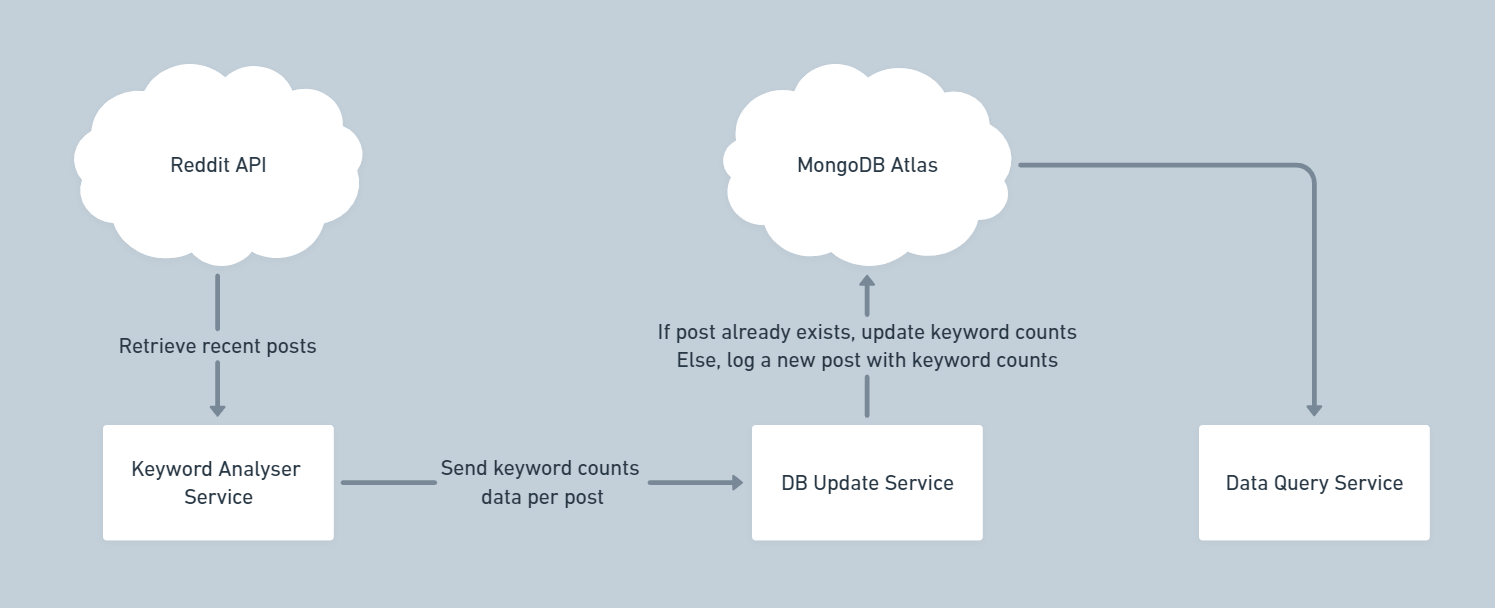 Reddit API
MongoDB Atlas
If post already exists, update keyword counts
Else, log a new post with keyword counts
Retrieve recent posts
Keyword Analyser
Service
Send keyword counts
data per post
DB Update Service
Data Query Service